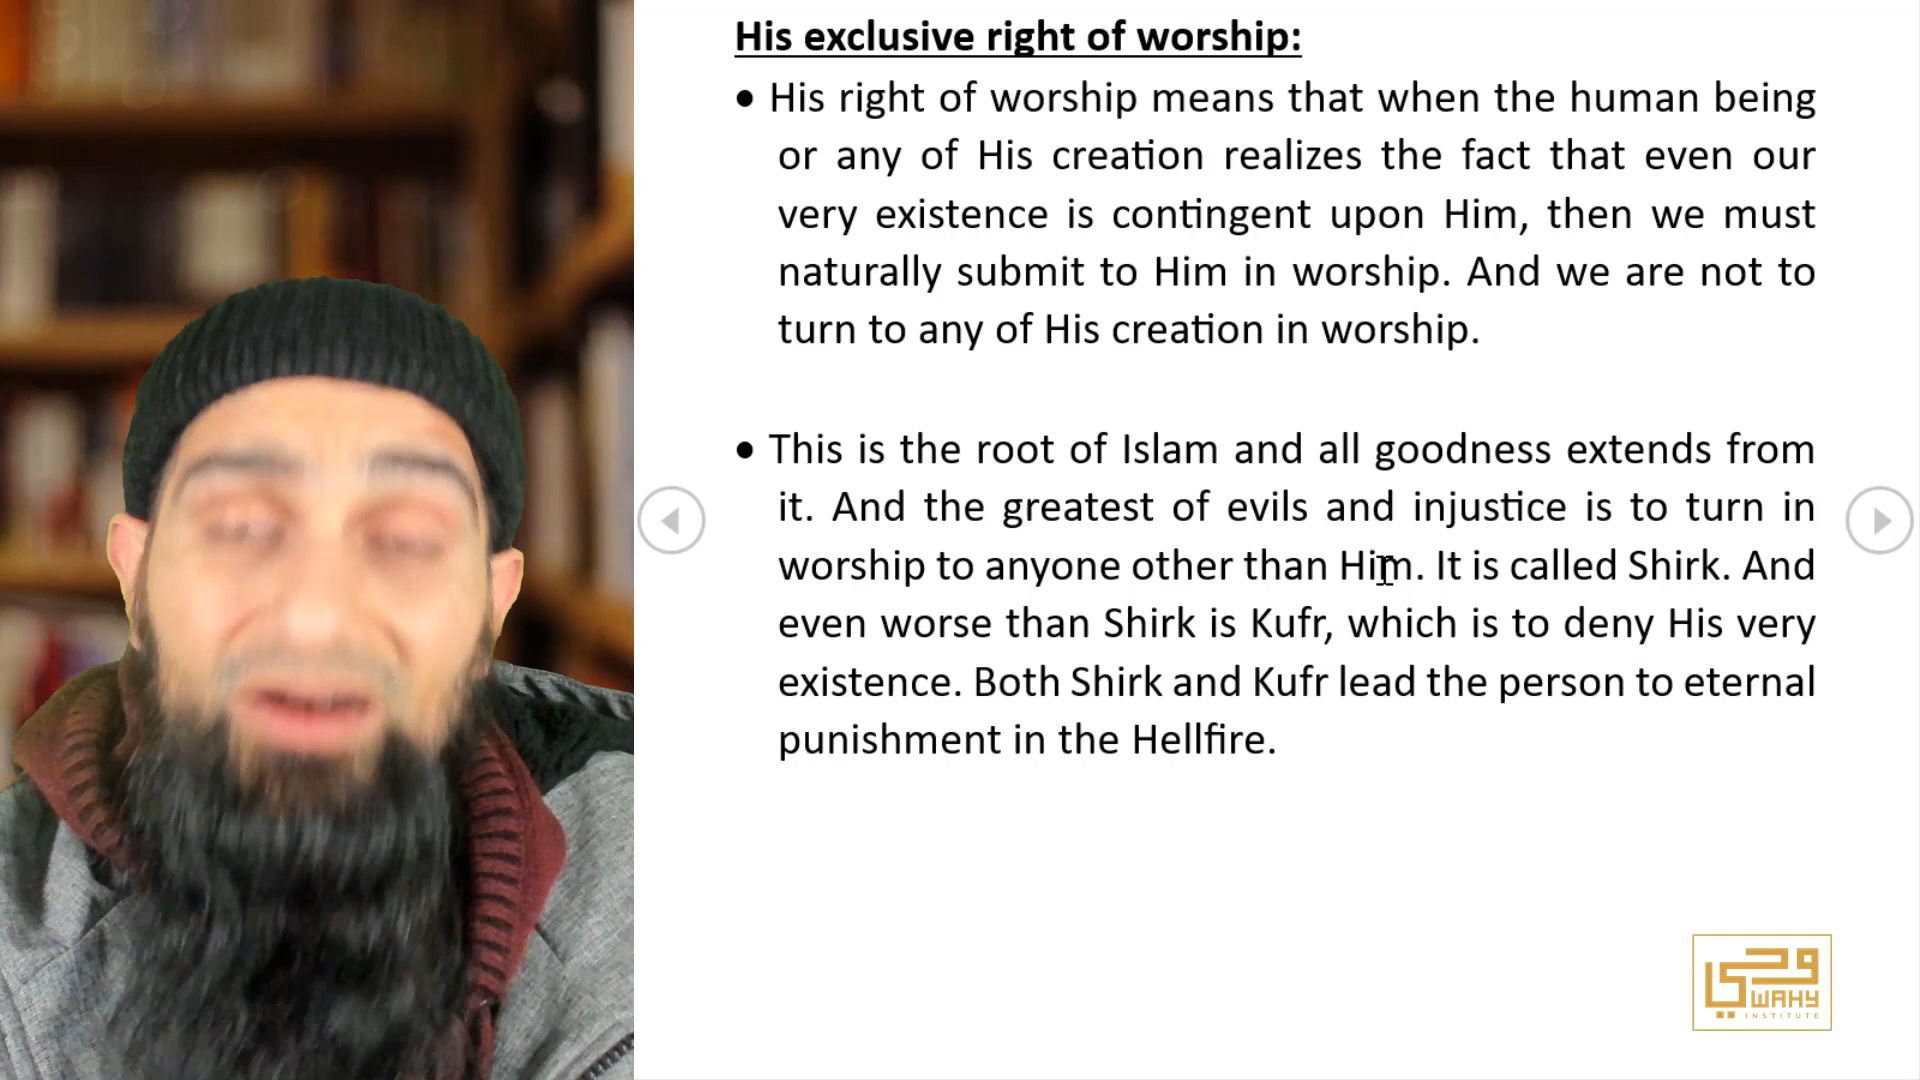 His exclusive right of worship:
• His right of worship means that when the human being
or any of His creation realizes the fact that even our
very existence is contingent upon Him, then we must
naturally submit to Him in worship. And we are not to
turn to any of His creation in worship.
• This is the root of Islam and all goodness extends from
it. And the greatest of evils and injustice is to turn in
worship to anyone other than Him. It is called Shirk. And
even worse than Shirk is Kufr, which is to deny His very
existence. Both Shirk and Kufr lead the person to eternal
punishment in the Hellfire.
وحي
WAHY
INSTITUTE